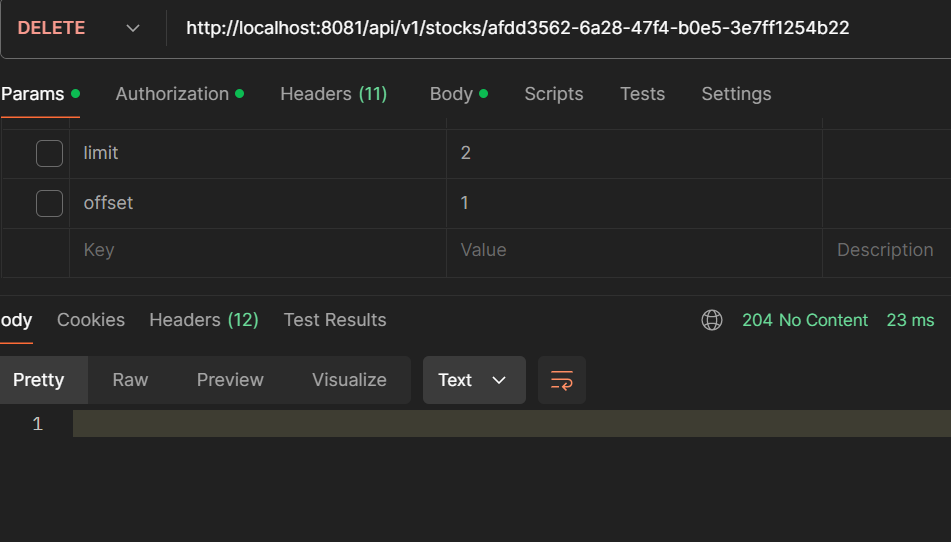 DELETE http://localhost:8081/api/v1/stocks/afdd3562-6a28-47f4-b0e5-3e7ff1254b22
Params Authorization Headers (11) Body Scripts Tests Settings
limit 2
offset 1
Key Value Description
ody Cookies Headers (12) Test Results 204 No Content 23 ms
Pretty Raw Preview Visualize Text
1